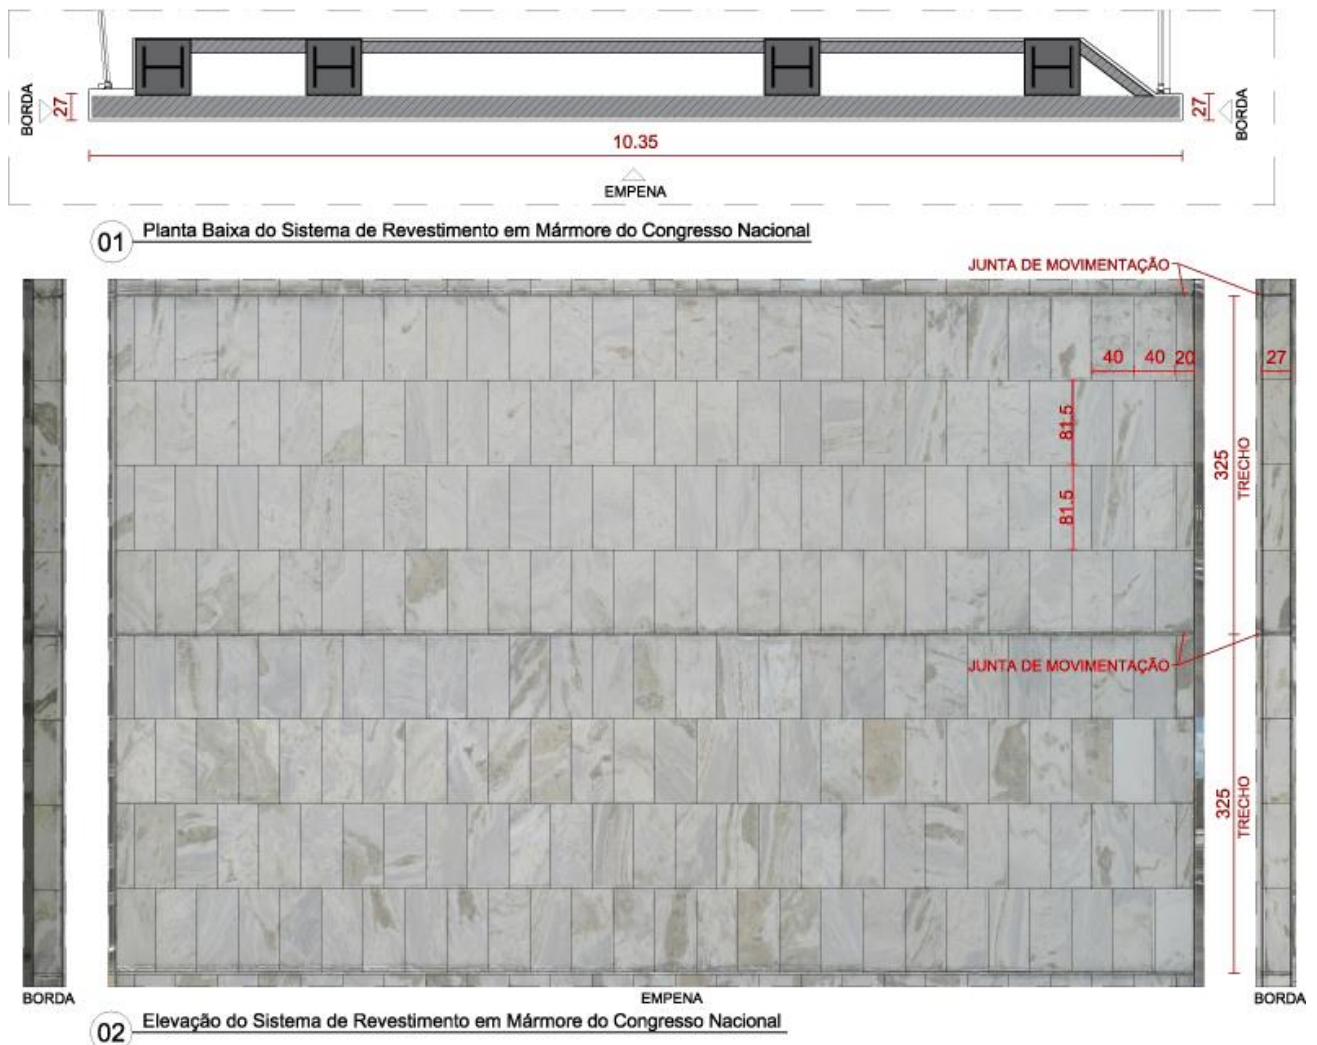 BORDA
27
10.35
27
BORDA
EMPENA
01 Planta Baixa do Sistema de Revestimento em Mármore do Congresso Nacional
JUNTA DE MOVIMENTAÇÃO
40 40 20
27
81.5
325
TRECHO
81.5
JUNTA DE MOVIMENTAÇÃO
325
TRECHO
BORDA
EMPENA
BORDA
02 Elevação do Sistema de Revestimento em Mármore do Congresso Nacional